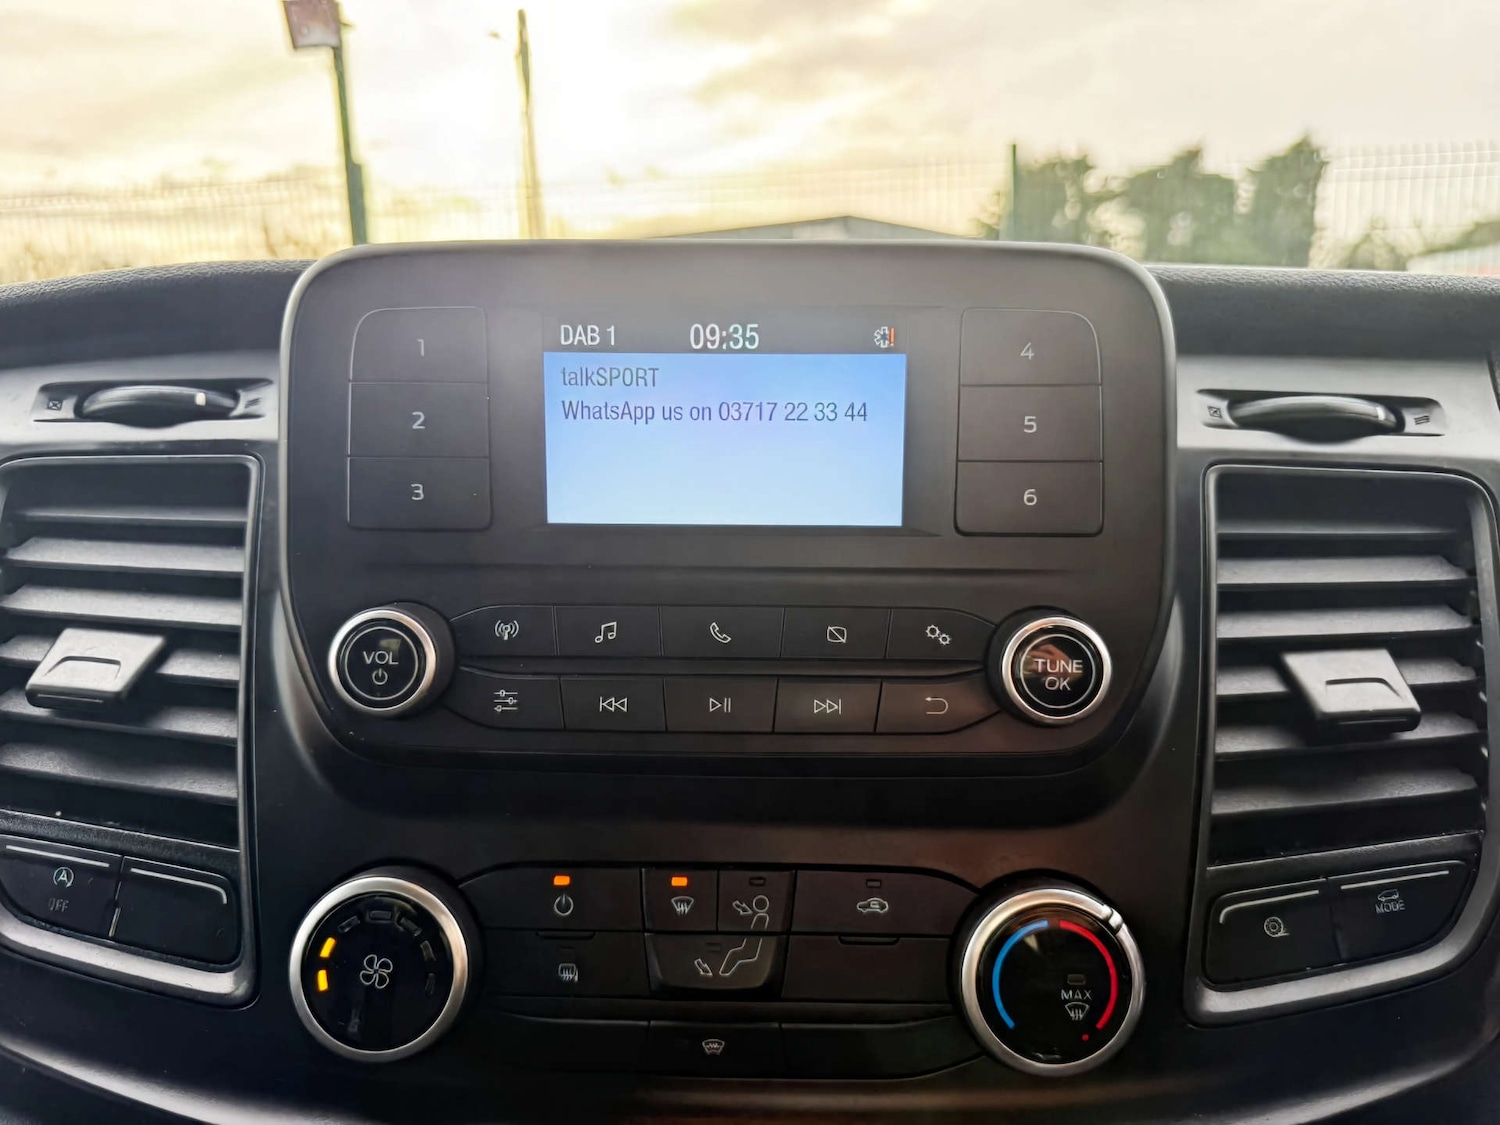 DAB 1 09:35
talkSPORT
WhatsApp us on 03717 22 33 44
1
2
3
4
5
6
VOL
TUNE
OK
OFF
MODE
MAX